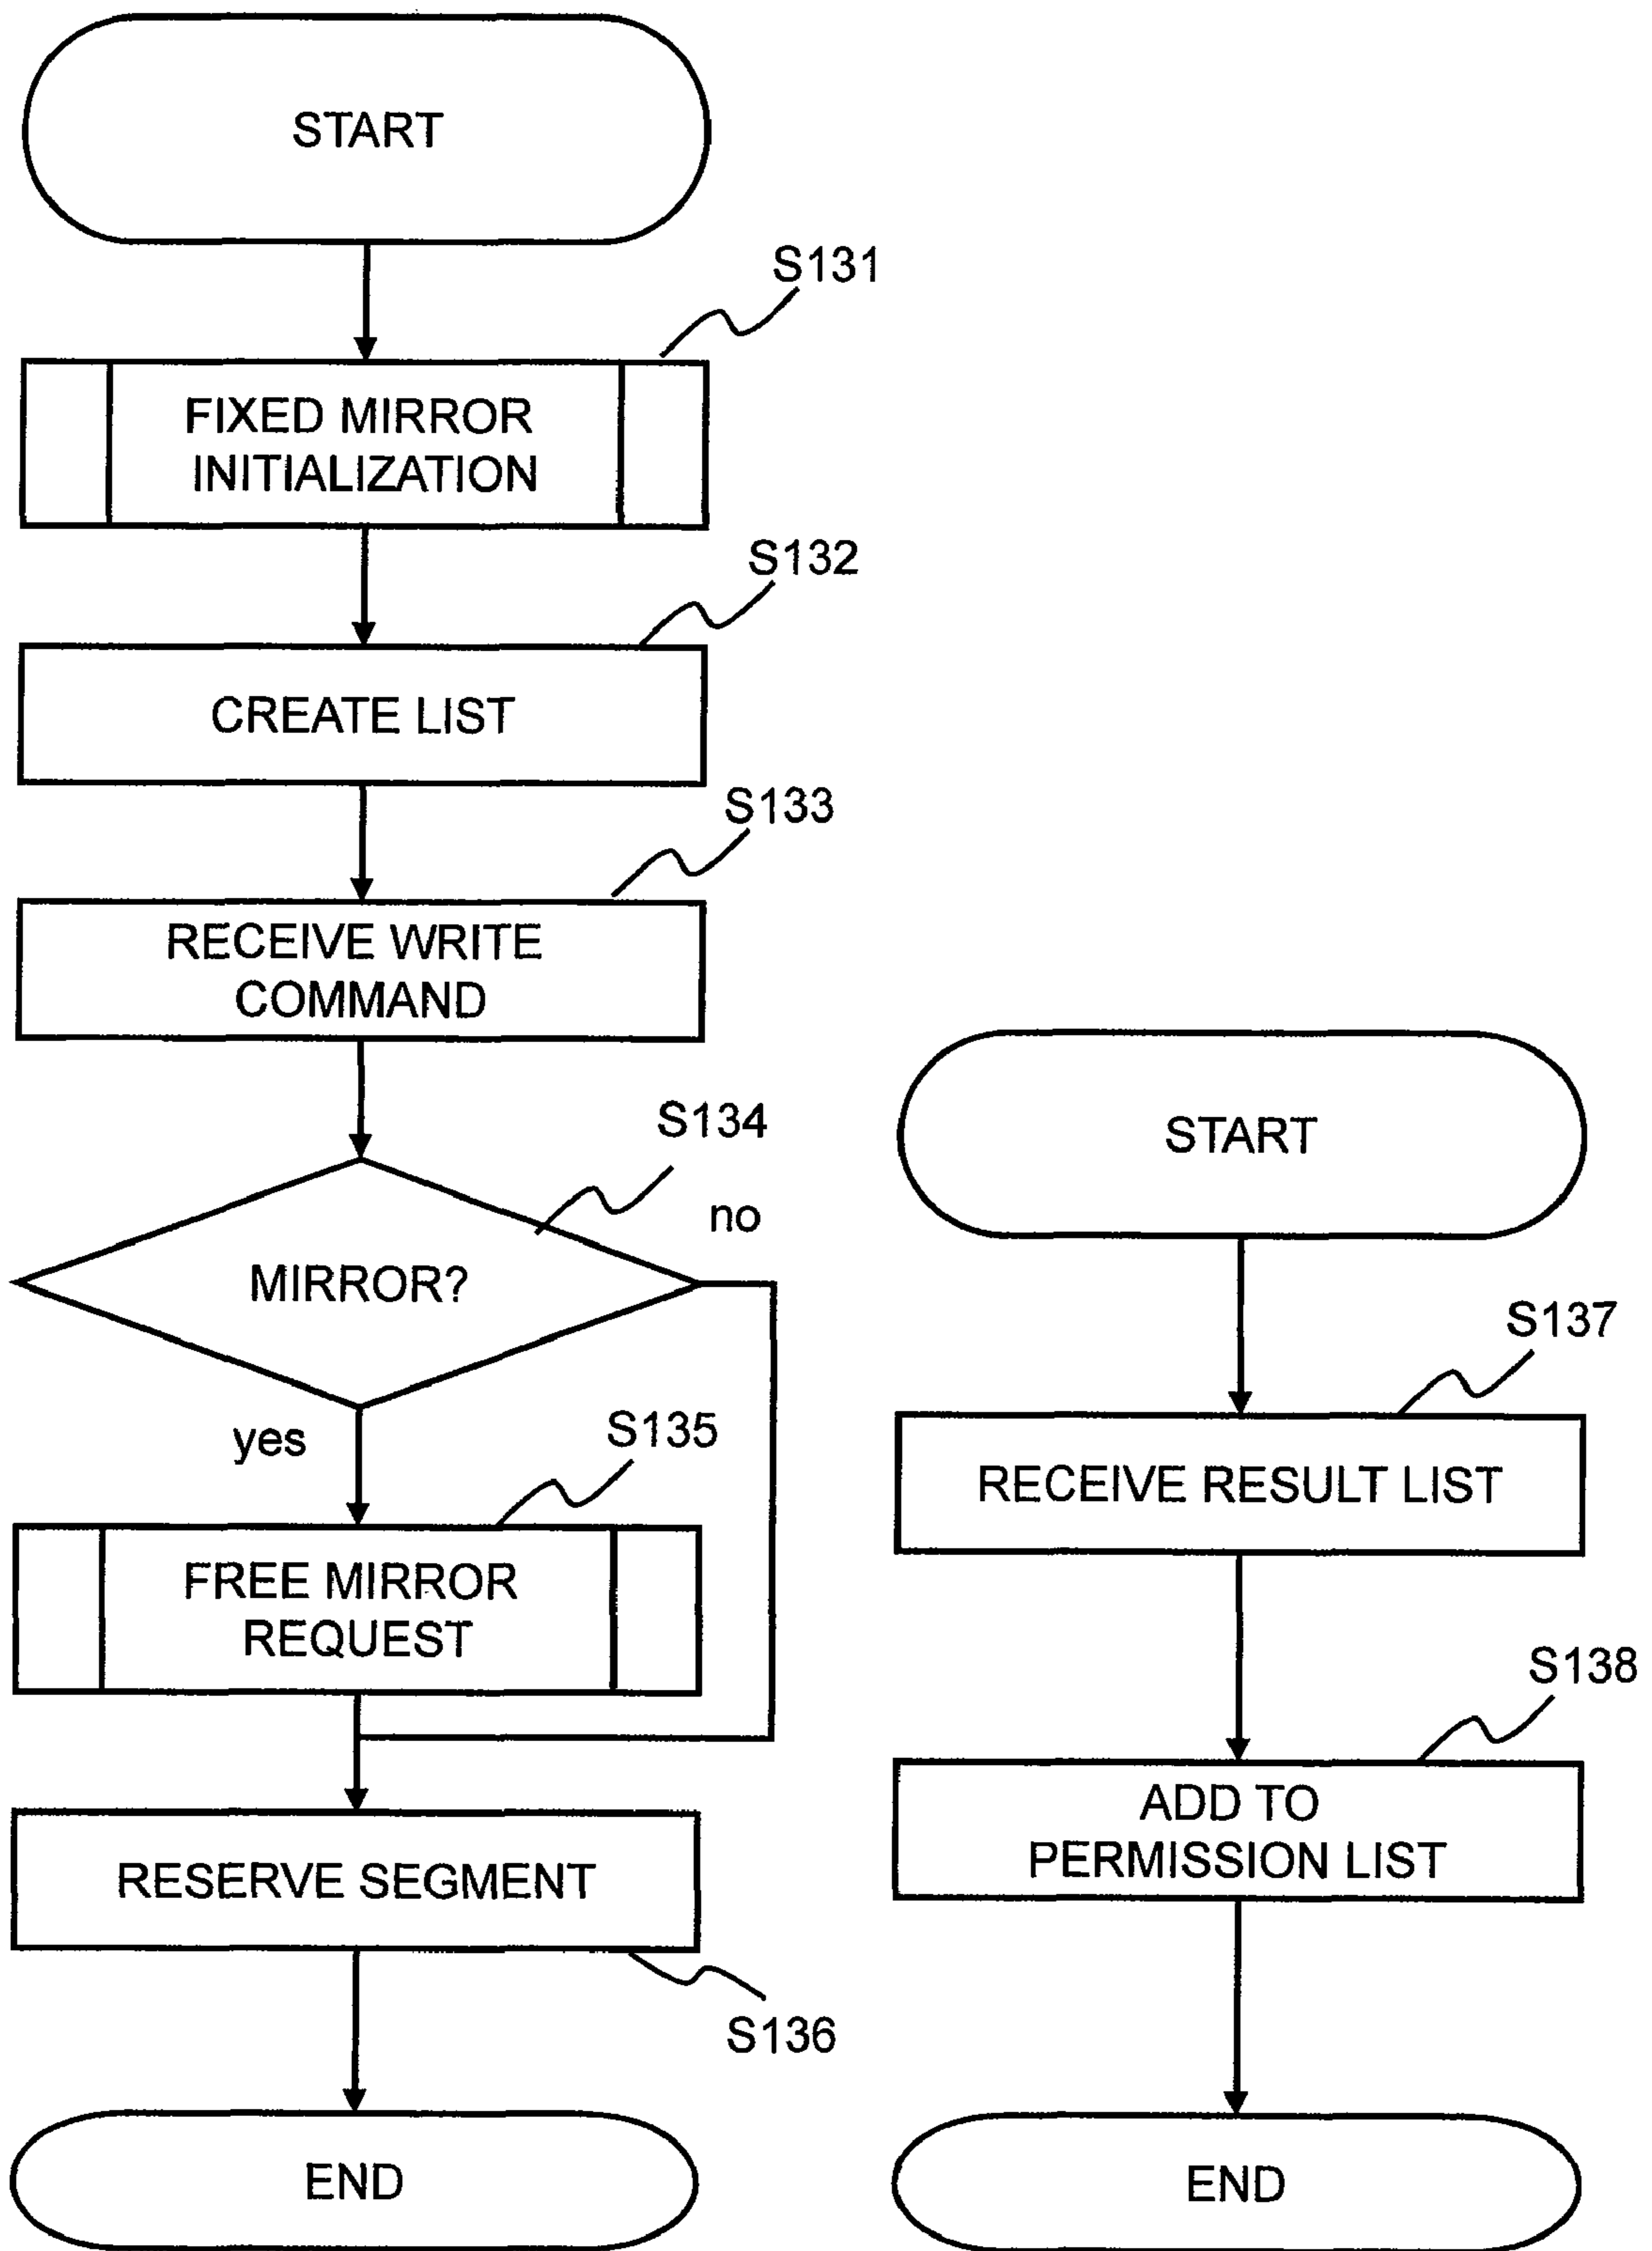 START
S131
FIXED MIRROR
INITIALIZATION
S132
CREATE LIST
S133
RECEIVE WRITE
COMMAND
S134
no
MIRROR?
yes
S135
FREE MIRROR
REQUEST
RESERVE SEGMENT
S136
END
START
S137
RECEIVE RESULT LIST
S138
ADD TO
PERMISSION LIST
END